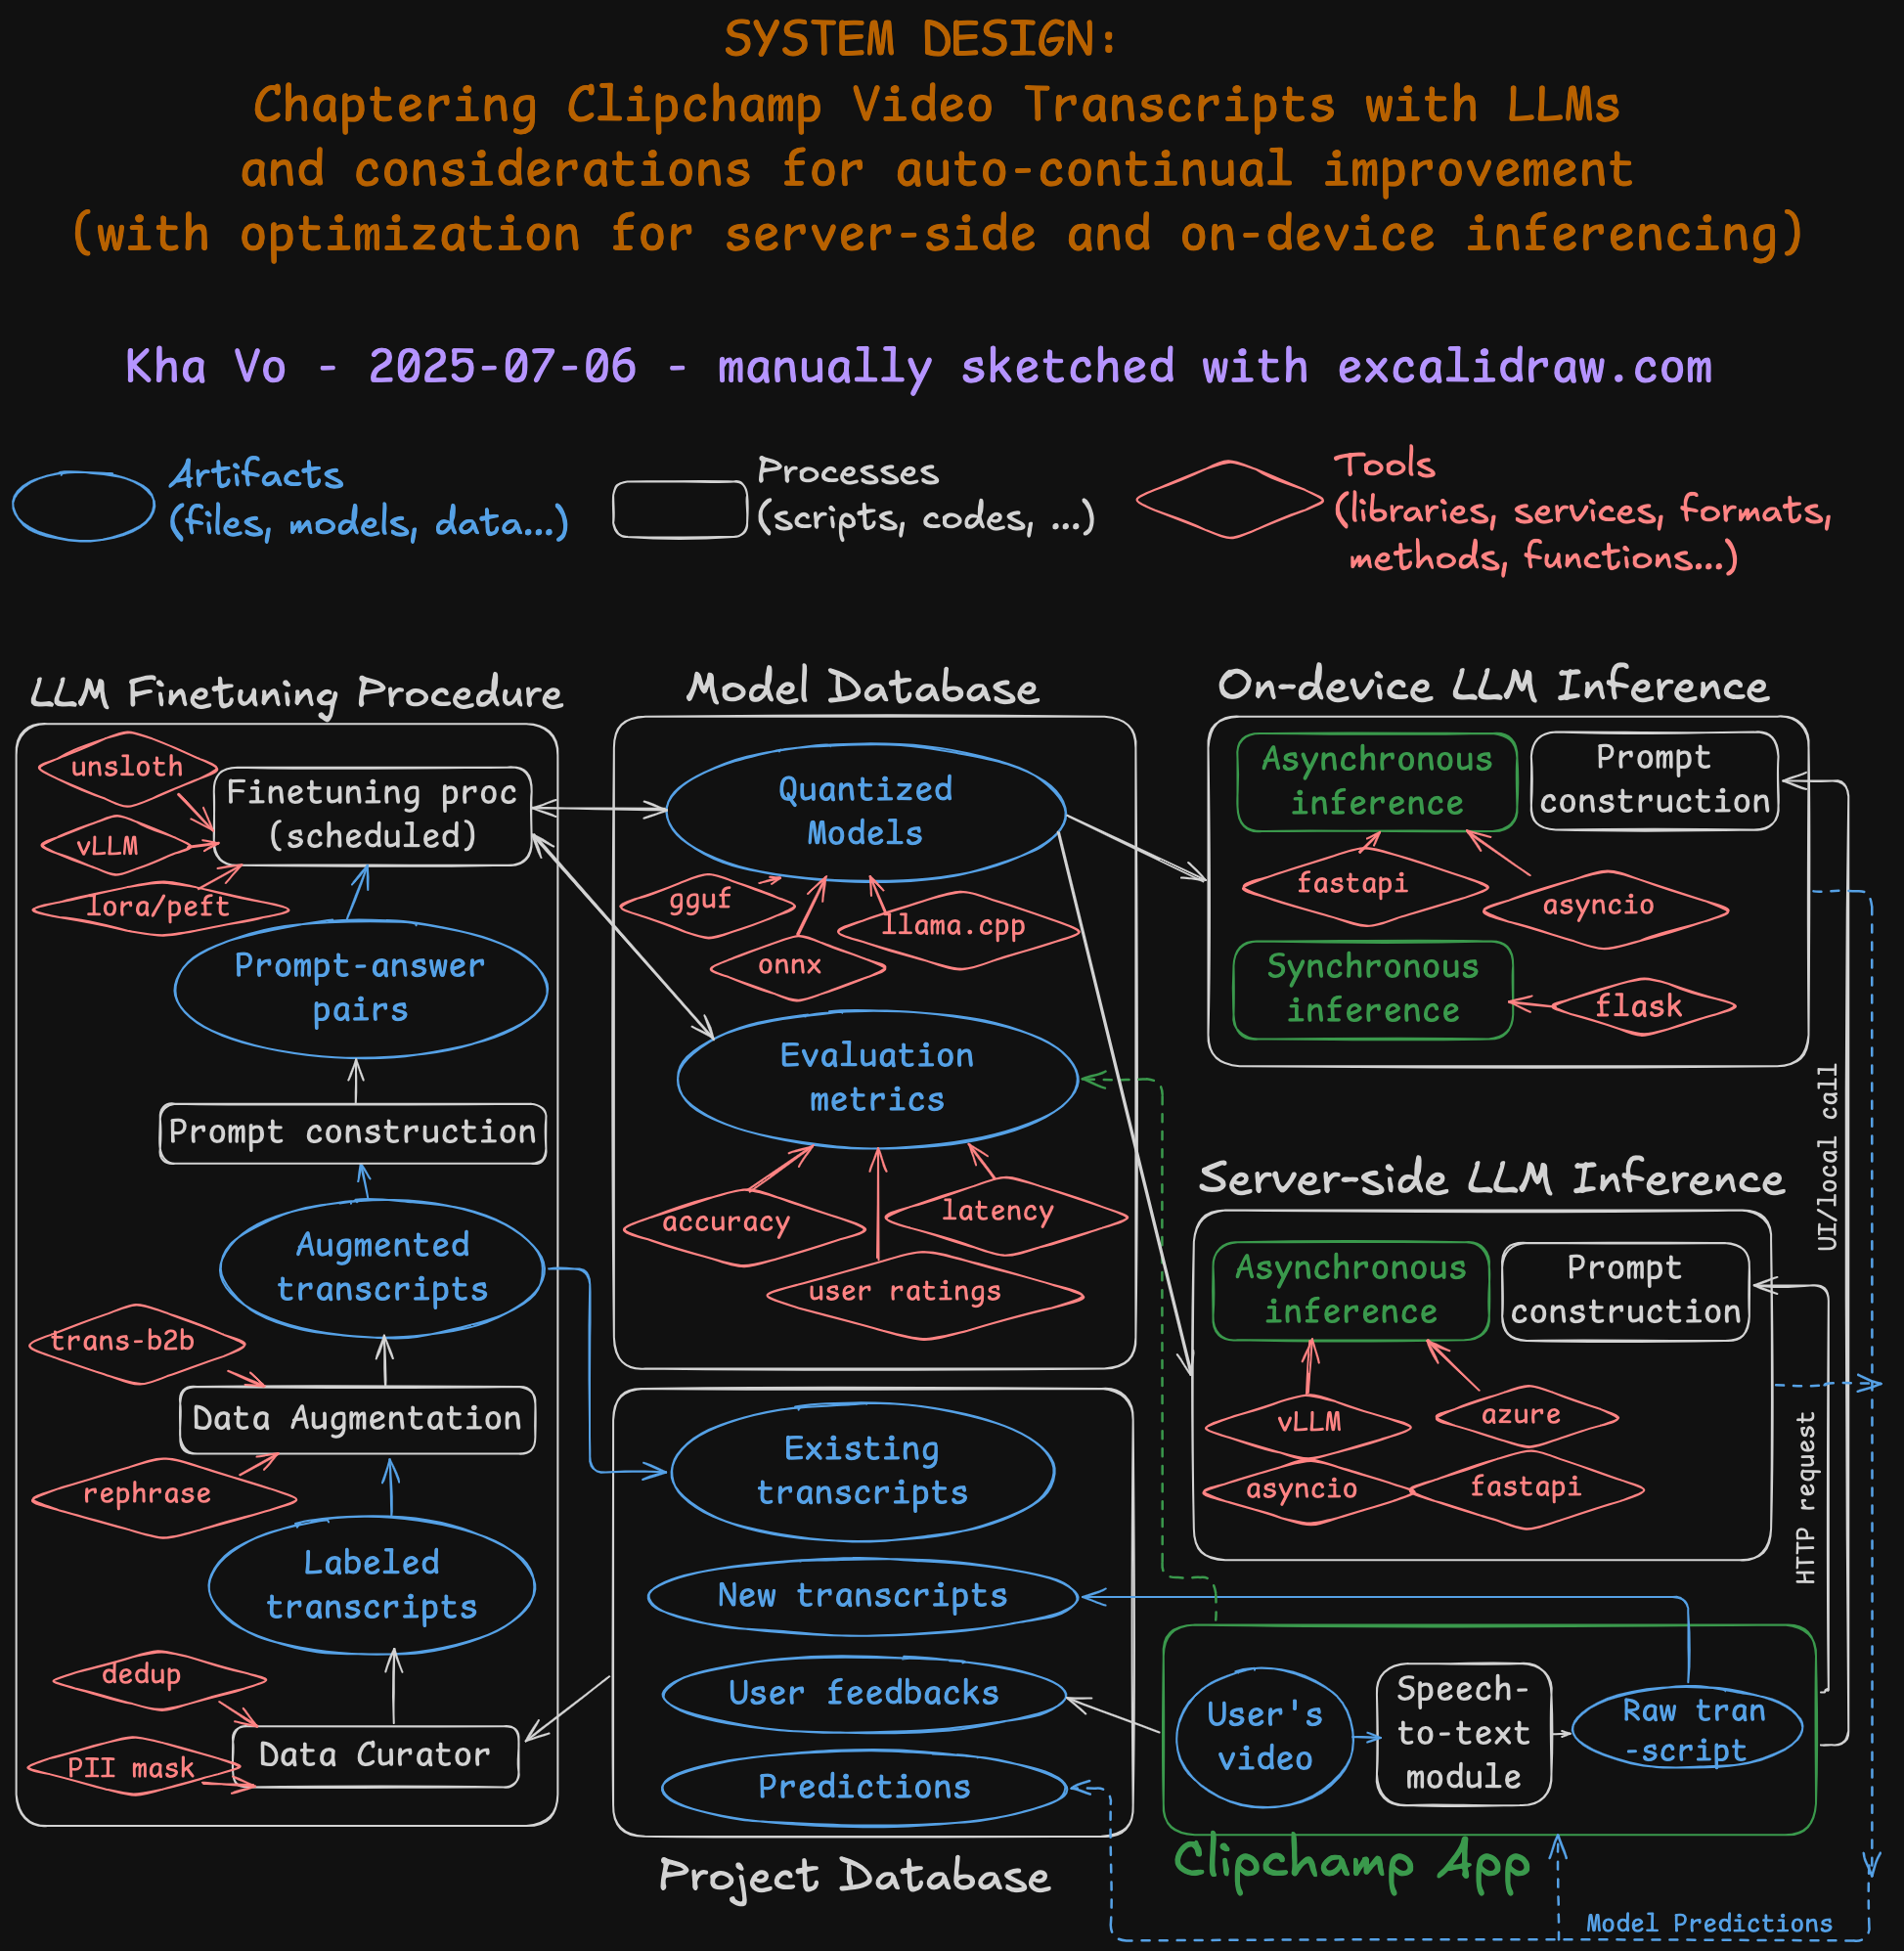 SYSTEM DESIGN:
Chaptering Clipchamp Video Transcripts with LLMs
and considerations for auto-continual improvement
(with optimization for server-side and on-device inferencing)
Kha Vo - 2025-07-06 - manually sketched with excalidraw.com
Artifacts
(files, models, data...)
Processes
(scripts, codes, ...)
Tools
(libraries, services, formats,
methods, functions...)
LLM Finetuning Procedure
unsloth
Finetuning proc
(scheduled)
vLLM
lora/peft
Prompt-answer
pairs
Prompt construction
Augmented
transcripts
trans-b2b
Data Augmentation
rephrase
Labeled
transcripts
dedup
Data Curator
PII mask
Model Database
Quantized
Models
gguf
llama.cpp
onnx
Evaluation
metrics
accuracy
latency
user ratings
Existing
transcripts
New transcripts
User feedbacks
Predictions
Project Database
On-device LLM Inference
Asynchronous
inference
Prompt
construction
fastapi
asyncio
Synchronous
inference
flask
UI/local call
Server-side LLM Inference
Asynchronous
inference
Prompt
construction
vLLM
azure
asyncio
fastapi
HTTP request
User's
video
Speech-
to-text
module
Raw tran
-script
Clipchamp App
Model Predictions